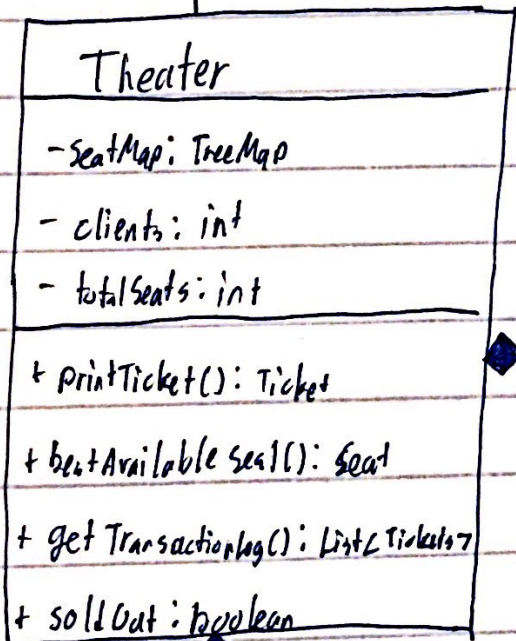 Theater
- SeatMap: TreeMap
- clients: int
- totalSeats: int
+ printTicket(): Ticket
+ bestAvailableSeat(): Seat
+ getTransactionLog(): List<Tickets>
+ soldOut: boolean